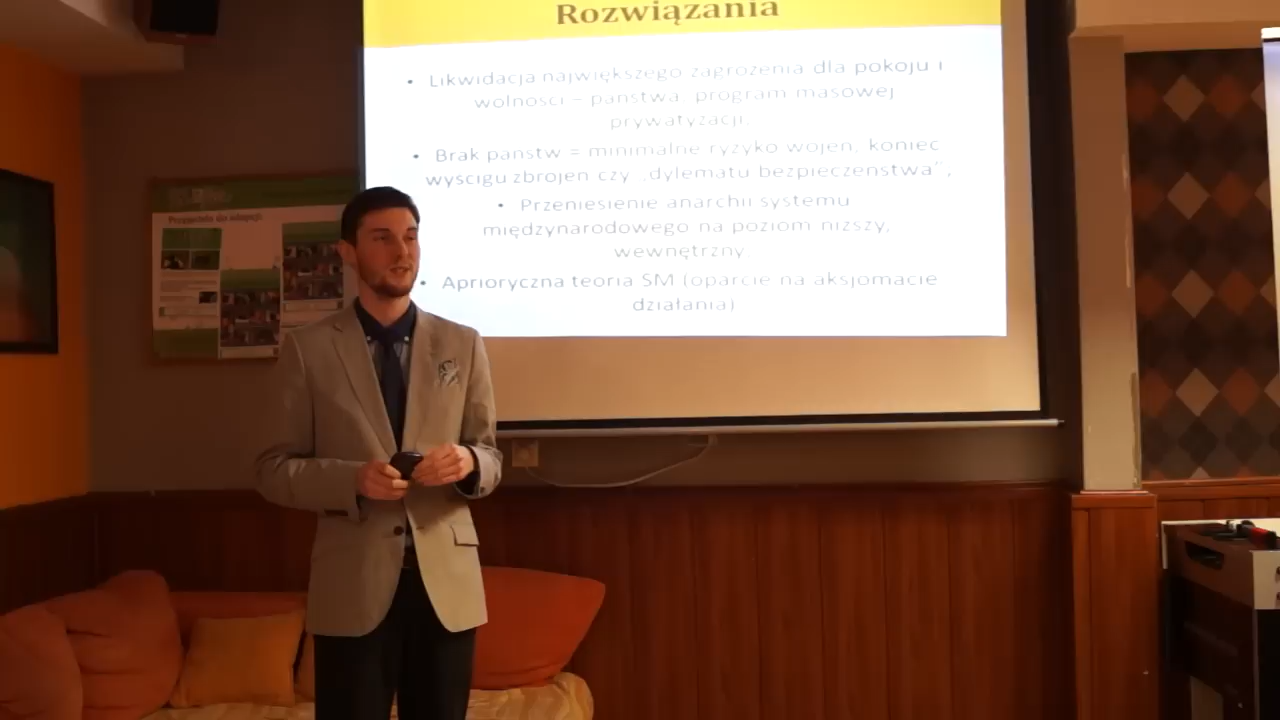 Rozwiązania
• Likwidacja największego zagrożenia dla pokoju i
wolności – państwa: program masowej
prywatyzacji,
• Brak państw = minimalne ryzyko wojen, koniec
wyścigu zbrojeń czy „dylematu bezpieczeństwa”,
• Przeniesienie anarchii systemu
międzynarodowego na poziom niższy,
wewnętrzny
• Aprioryczna teoria SM (oparcie na aksjomacie
działania)